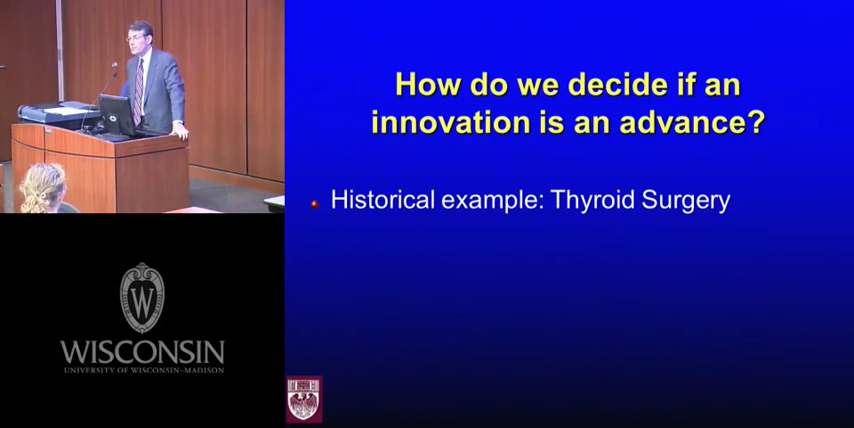 How do we decide if an
innovation is an advance?
Historical example: Thyroid Surgery
W
WISCONSIN
UNIVERSITY OF WISCONSIN–MADISON